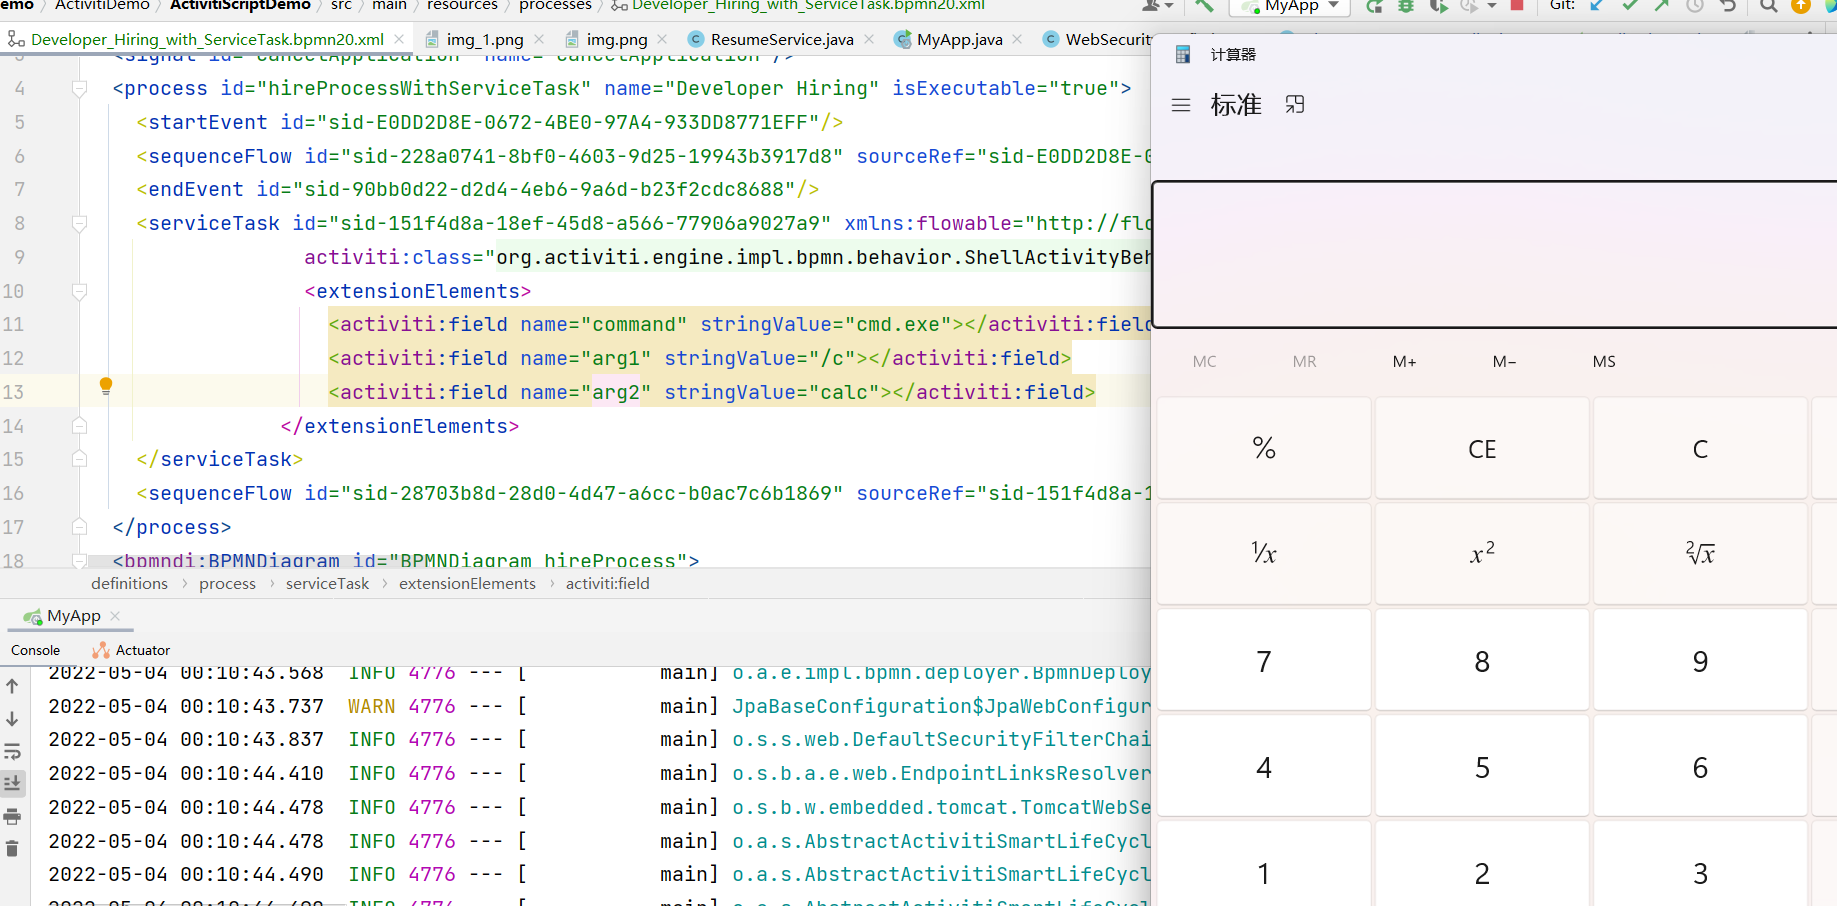 emo ActivitiDemo ActivitiScriptDemo src main resources processes Developer_Hiring_with_ServiceTask.bpmn20.xml MyApp Git:
Developer_Hiring_with_ServiceTask.bpmn20.xml img_1.png img.png ResumeService.java MyApp.java WebSecurity
3 <signal id="cancelApplication" name="cancelApplication"/>
4 <process id="hireProcessWithServiceTask" name="Developer Hiring" isExecutable="true">
5 <startEvent id="sid-E0DD2D8E-0672-4BE0-97A4-933DD8771EFF"/>
6 <sequenceFlow id="sid-228a0741-8bf0-4603-9d25-19943b3917d8" sourceRef="sid-E0DD2D8E-0
7 <endEvent id="sid-90bb0d22-d2d4-4eb6-9a6d-b23f2cdc8688"/>
8 <serviceTask id="sid-151f4d8a-18ef-45d8-a566-77906a9027a9" xmlns:flowable="http://flo
9 activiti:class="org.activiti.engine.impl.bpmn.behavior.ShellActivityBeh
10 <extensionElements>
11 <activiti:field name="command" stringValue="cmd.exe"></activiti:field
12 <activiti:field name="arg1" stringValue="/c"></activiti:field>
13 <activiti:field name="arg2" stringValue="calc"></activiti:field>
14 </extensionElements>
15 </serviceTask>
16 <sequenceFlow id="sid-28703b8d-28d0-4d47-a6cc-b0ac7c6b1869" sourceRef="sid-151f4d8a-1
17 </process>
18 <bpmndi:BPMNDiagram id="BPMNDiagram_hireProcess">
definitions process serviceTask extensionElements activiti:field
MyApp
Console Actuator
2022-05-04 00:10:43.568 INFO 4776 --- [ main] o.a.e.impl.bpmn.deployer.BpmnDeploy
2022-05-04 00:10:43.737 WARN 4776 --- [ main] JpaBaseConfiguration$JpaWebConfigur
2022-05-04 00:10:43.837 INFO 4776 --- [ main] o.s.s.web.DefaultSecurityFilterChai
2022-05-04 00:10:44.410 INFO 4776 --- [ main] o.s.b.a.e.web.EndpointLinksResolver
2022-05-04 00:10:44.478 INFO 4776 --- [ main] o.s.b.w.embedded.tomcat.TomcatWebSe
2022-05-04 00:10:44.478 INFO 4776 --- [ main] o.a.s.AbstractActivitiSmartLifeCycl
2022-05-04 00:10:44.490 INFO 4776 --- [ main] o.a.s.AbstractActivitiSmartLifeCycl
计算器
标准
MC MR M+ M− MS
% CE C
1/x x² ²√x
7 8 9
4 5 6
1 2 3